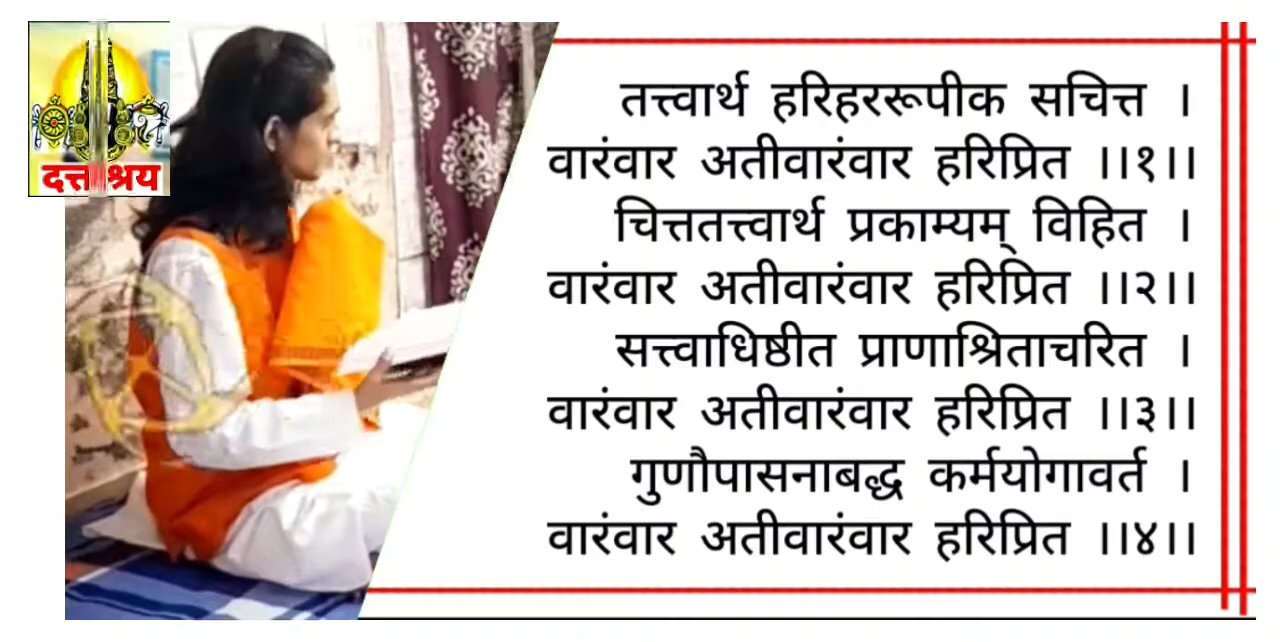 दत्तात्रय
तत्त्वार्थ हरिहररूपीक सचित्त ।
वारंवार अतीवारंवार हरिप्रित ।।१।।
चित्ततत्त्वार्थ प्रकाम्यम् विहित ।
वारंवार अतीवारंवार हरिप्रित ।।२।।
सत्त्वाधिष्ठीत प्राणाश्रिताचरित ।
वारंवार अतीवारंवार हरिप्रित ।।३।।
गुणौपासनाबद्ध कर्मयोगावर्त ।
वारंवार अतीवारंवार हरिप्रित ।।४।।